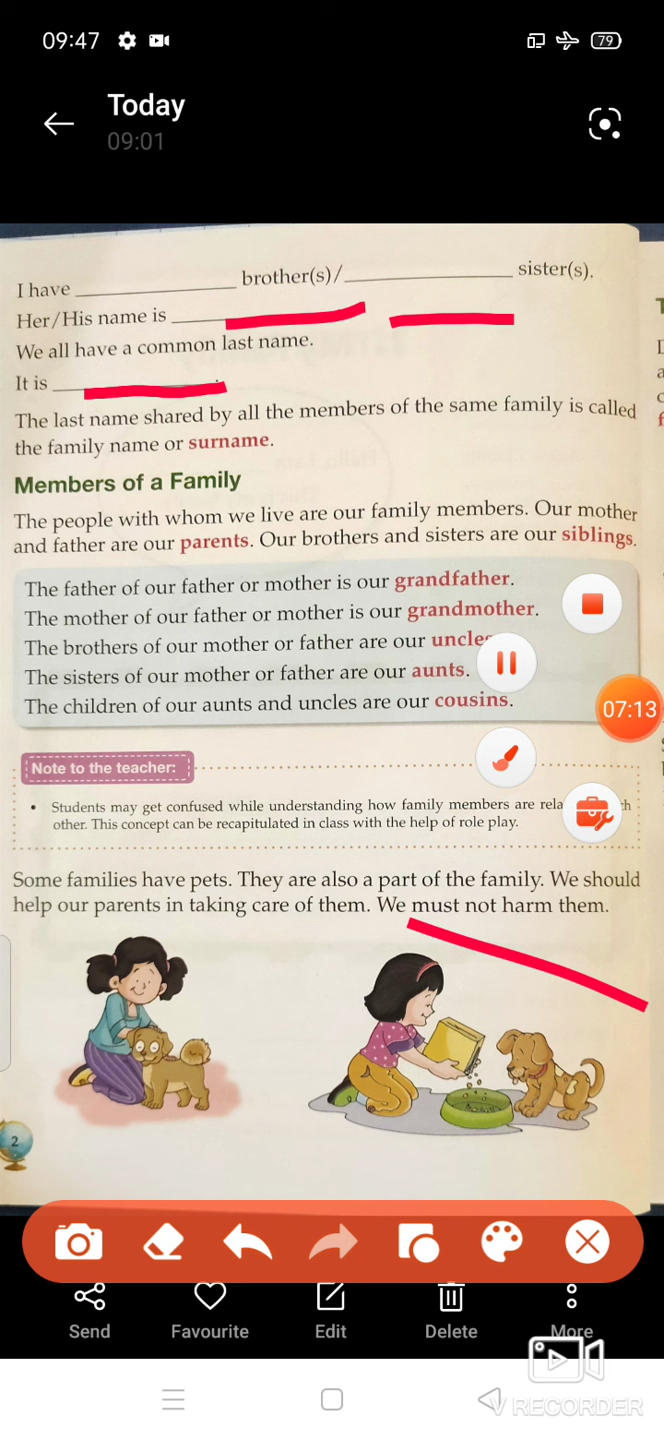 09:47
79
Today
09:01
I have ____________ brother(s)/____________ sister(s).
Her/His name is ____________
We all have a common last name.
It is ____________.
The last name shared by all the members of the same family is called
the family name or surname.
Members of a Family
The people with whom we live are our family members. Our mother
and father are our parents. Our brothers and sisters are our siblings.
The father of our father or mother is our grandfather.
The mother of our father or mother is our grandmother.
The brothers of our mother or father are our
The sisters of our mother or father are our aunts.
07:13
The children of our aunts and uncles are our cousins.
Note to the teacher:
• Students may get confused while understanding how family members are
other. This concept can be recapitulated in class with the help of role play.
Some families have pets. They are also a part of the family. We should
help our parents in taking care of them. We must not harm them.
2
Send Favourite Edit Delete More
V RECORDER